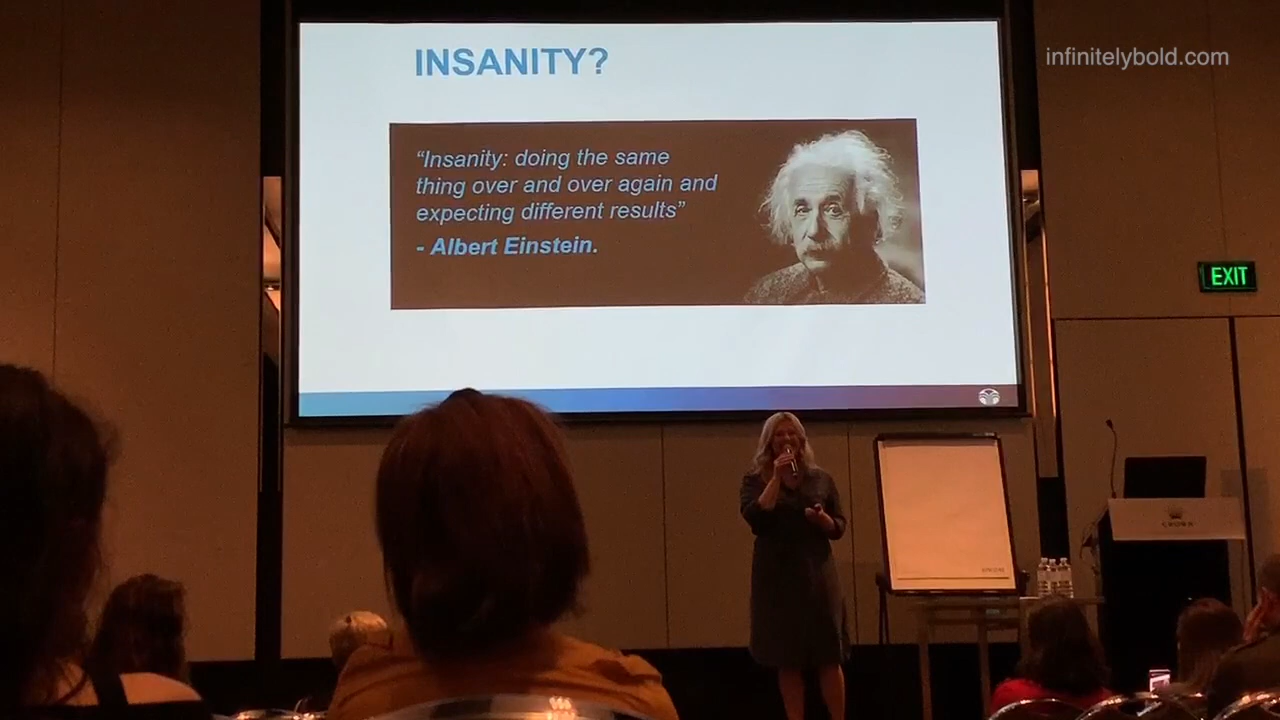 infinitelybold.com
INSANITY?
“Insanity: doing the same
thing over and over again and
expecting different results”
- Albert Einstein.
EXIT
CROWN